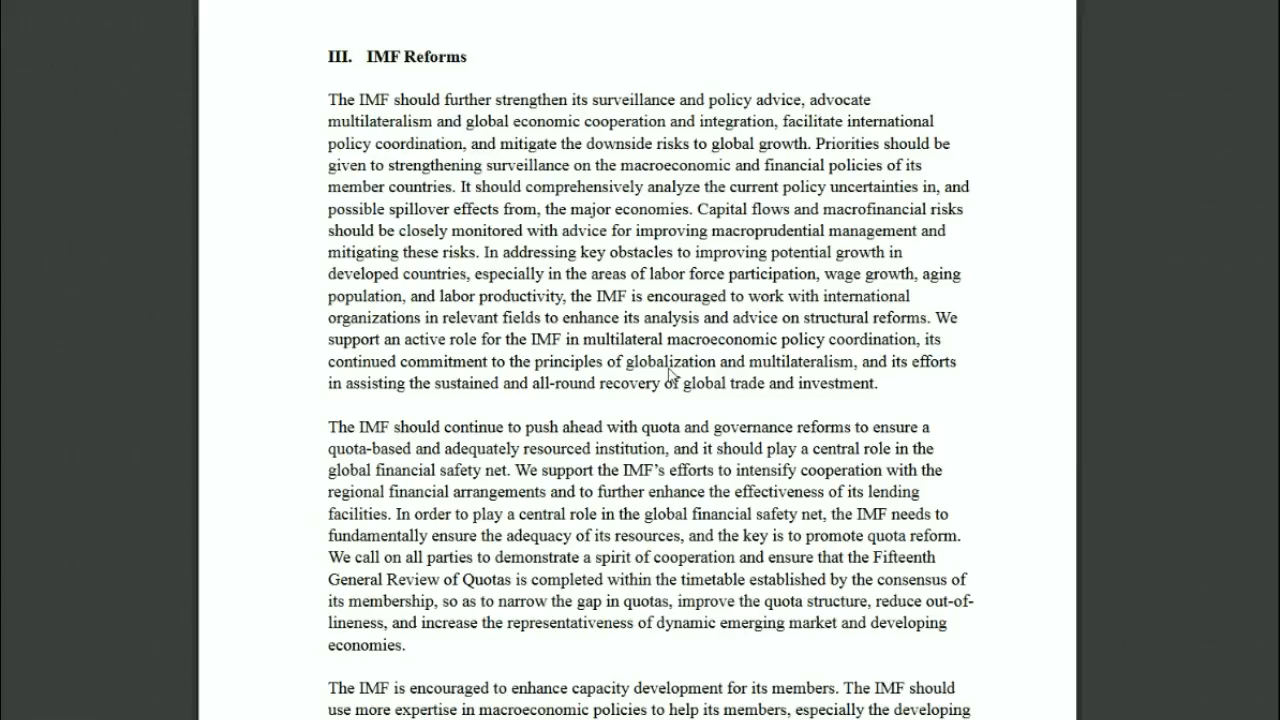 III. IMF Reforms
The IMF should further strengthen its surveillance and policy advice, advocate
multilateralism and global economic cooperation and integration, facilitate international
policy coordination, and mitigate the downside risks to global growth. Priorities should be
given to strengthening surveillance on the macroeconomic and financial policies of its
member countries. It should comprehensively analyze the current policy uncertainties in, and
possible spillover effects from, the major economies. Capital flows and macrofinancial risks
should be closely monitored with advice for improving macroprudential management and
mitigating these risks. In addressing key obstacles to improving potential growth in
developed countries, especially in the areas of labor force participation, wage growth, aging
population, and labor productivity, the IMF is encouraged to work with international
organizations in relevant fields to enhance its analysis and advice on structural reforms. We
support an active role for the IMF in multilateral macroeconomic policy coordination, its
continued commitment to the principles of globalization and multilateralism, and its efforts
in assisting the sustained and all-round recovery of global trade and investment.
The IMF should continue to push ahead with quota and governance reforms to ensure a
quota-based and adequately resourced institution, and it should play a central role in the
global financial safety net. We support the IMF’s efforts to intensify cooperation with the
regional financial arrangements and to further enhance the effectiveness of its lending
facilities. In order to play a central role in the global financial safety net, the IMF needs to
fundamentally ensure the adequacy of its resources, and the key is to promote quota reform.
We call on all parties to demonstrate a spirit of cooperation and ensure that the Fifteenth
General Review of Quotas is completed within the timetable established by the consensus of
its membership, so as to narrow the gap in quotas, improve the quota structure, reduce out-of-
lineness, and increase the representativeness of dynamic emerging market and developing
economies.
The IMF is encouraged to enhance capacity development for its members. The IMF should
use more expertise in macroeconomic policies to help its members, especially the developing